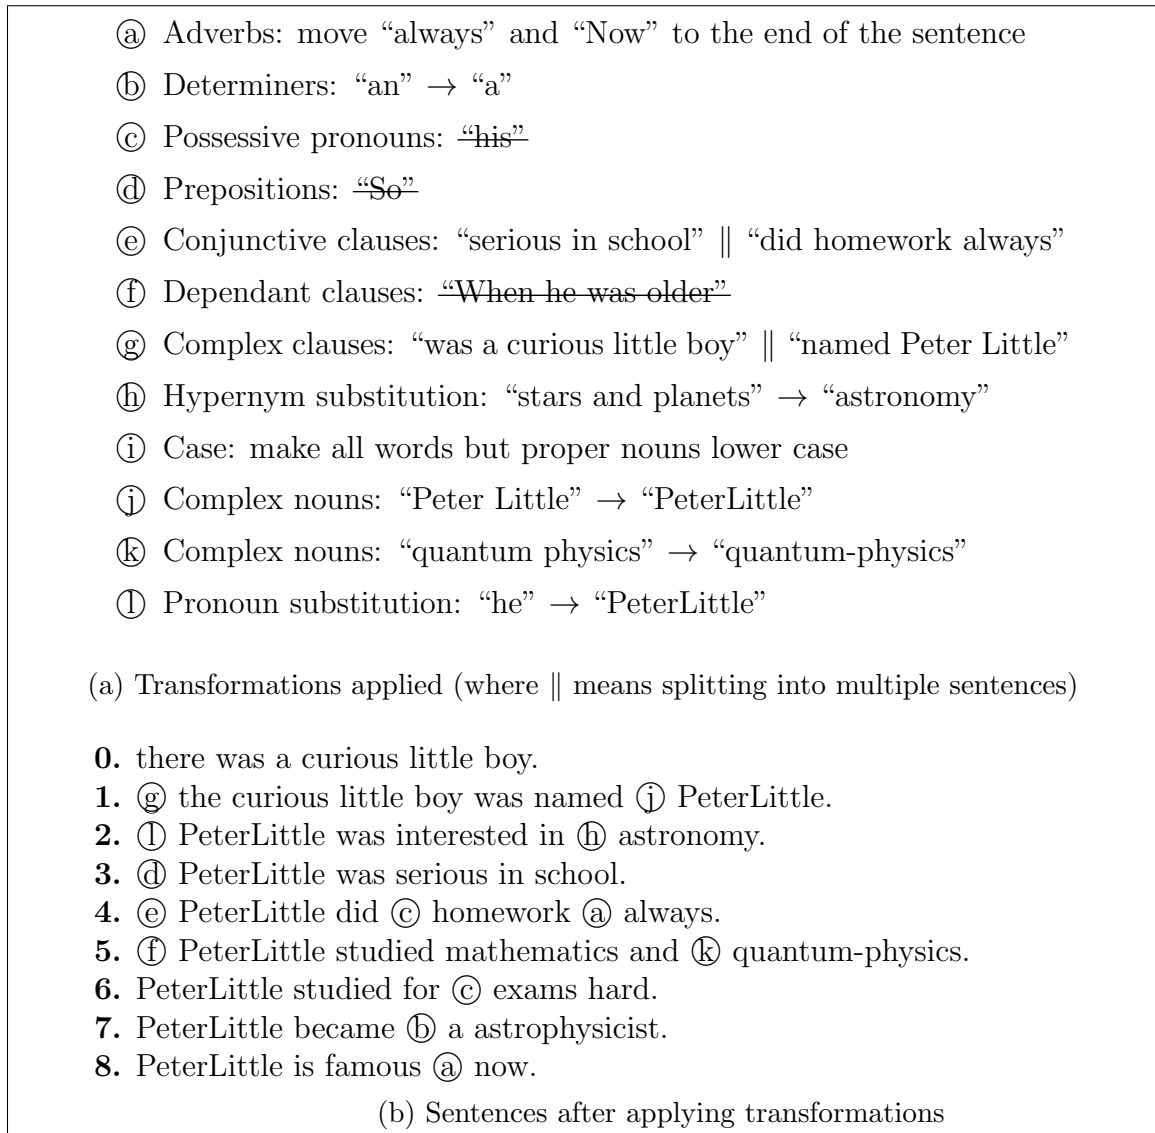 ⓐ Adverbs: move “always” and “Now” to the end of the sentence
ⓑ Determiners: “an” → “a”
ⓒ Possessive pronouns: “his”
ⓓ Prepositions: “So”
ⓔ Conjunctive clauses: “serious in school” ∥ “did homework always”
ⓕ Dependant clauses: “When he was older”
ⓖ Complex clauses: “was a curious little boy” ∥ “named Peter Little”
ⓗ Hypernym substitution: “stars and planets” → “astronomy”
ⓘ Case: make all words but proper nouns lower case
ⓙ Complex nouns: “Peter Little” → “PeterLittle”
ⓚ Complex nouns: “quantum physics” → “quantum-physics”
ⓛ Pronoun substitution: “he” → “PeterLittle”
(a) Transformations applied (where ∥ means splitting into multiple sentences)
0. there was a curious little boy.
1. ⓖ the curious little boy was named ⓙ PeterLittle.
2. ⓛ PeterLittle was interested in ⓗ astronomy.
3. ⓓ PeterLittle was serious in school.
4. ⓔ PeterLittle did ⓒ homework ⓐ always.
5. ⓕ PeterLittle studied mathematics and ⓚ quantum-physics.
6. PeterLittle studied for ⓒ exams hard.
7. PeterLittle became ⓑ a astrophysicist.
8. PeterLittle is famous ⓐ now.
(b) Sentences after applying transformations